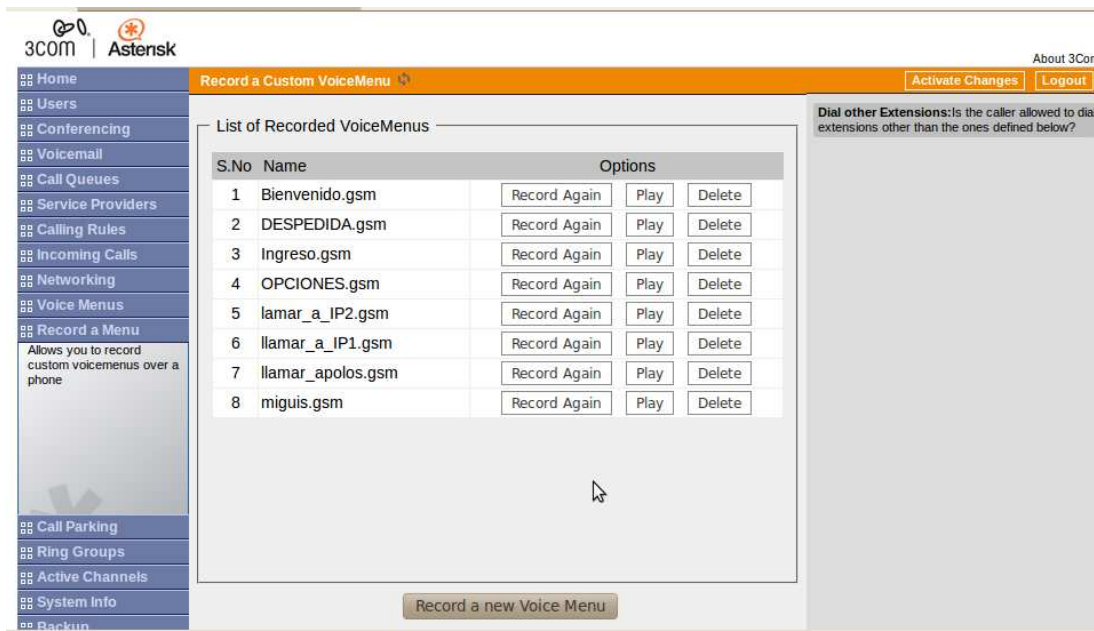 3com | Asterisk
About 3Com
Home
Users
Conferencing
Voicemail
Call Queues
Service Providers
Calling Rules
Incoming Calls
Networking
Voice Menus
Record a Menu
Allows you to record
custom voicemenus over a
phone
Call Parking
Ring Groups
Active Channels
System Info
Backup
Record a Custom VoiceMenu
Activate Changes
Logout
List of Recorded VoiceMenus
S.No Name Options
1 Bienvenido.gsm Record Again Play Delete
2 DESPEDIDA.gsm Record Again Play Delete
3 Ingreso.gsm Record Again Play Delete
4 OPCIONES.gsm Record Again Play Delete
5 lamar_a_IP2.gsm Record Again Play Delete
6 llamar_a_IP1.gsm Record Again Play Delete
7 llamar_apolos.gsm Record Again Play Delete
8 miguis.gsm Record Again Play Delete
Record a new Voice Menu
Dial other Extensions:Is the caller allowed to dia
extensions other than the ones defined below?